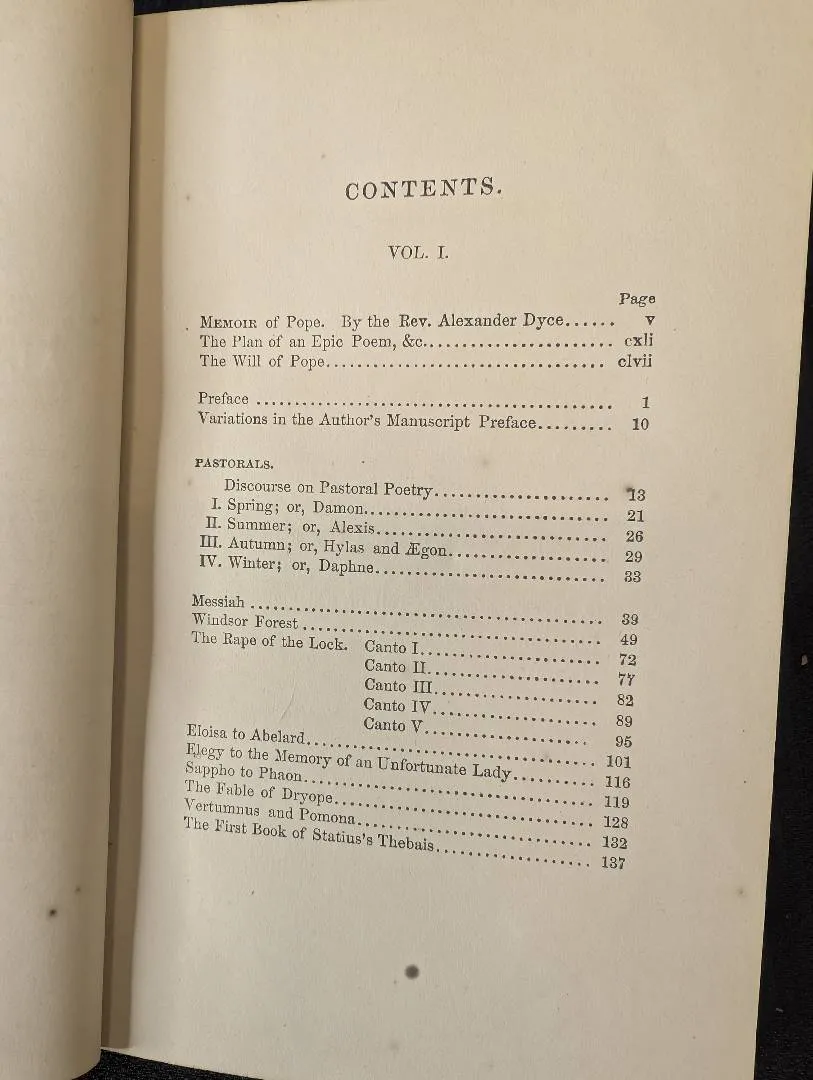 CONTENTS.
VOL. I.
Page
MEMOIR of Pope. By the Rev. Alexander Dyce...... v
The Plan of an Epic Poem, &c........................ cxli
The Will of Pope.................................... clvii
Preface ............................................. 1
Variations in the Author's Manuscript Preface......... 10
PASTORALS.
Discourse on Pastoral Poetry...................... 13
I. Spring; or, Damon............................... 21
II. Summer; or, Alexis............................. 26
III. Autumn; or, Hylas and Ægon.................... 29
IV. Winter; or, Daphne............................. 33
Messiah ............................................. 39
Windsor Forest ...................................... 49
The Rape of the Lock. Canto I........................ 72
Canto II....................... 77
Canto III...................... 82
Canto IV....................... 89
Canto V........................ 95
Eloisa to Abelard.................................... 101
Elegy to the Memory of an Unfortunate Lady........... 116
Sappho to Phaon...................................... 119
The Fable of Dryope.................................. 128
Vertumnus and Pomona................................. 132
The First Book of Statius's Thebais.................. 137